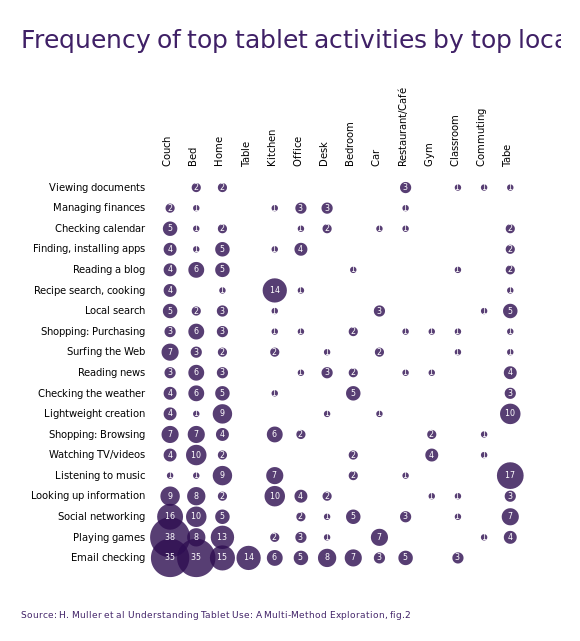 Frequency of top tablet activities by top loca
Couch Bed Home Table Kitchen Office Desk Bedroom Car Restaurant/Café Gym Classroom Commuting Tabe
Viewing documents 2 2 3 1 1 1
Managing finances 2 1 1 3 3 1
Checking calendar 5 1 2 1 2 1 1 2
Finding, installing apps 4 1 5 1 4 2
Reading a blog 4 6 5 1 1 2
Recipe search, cooking 4 1 14 1 1
Local search 5 2 3 1 3 1 5
Shopping: Purchasing 3 6 3 1 1 2 1 1 1 1
Surfing the Web 7 3 2 2 1 2 1 1
Reading news 3 6 3 1 3 2 1 1 4
Checking the weather 4 6 5 1 5 3
Lightweight creation 4 1 9 1 1 10
Shopping: Browsing 7 7 4 6 2 2 1
Watching TV/videos 4 10 2 2 4 1
Listening to music 1 1 9 7 2 1 17
Looking up information 9 8 2 10 4 2 1 1 3
Social networking 16 10 5 2 1 5 3 1 7
Playing games 38 8 13 2 3 1 7 1 4
Email checking 35 35 15 14 6 5 8 7 3 5 3
Source: H. Muller et al Understanding Tablet Use: A Multi-Method Exploration, fig.2